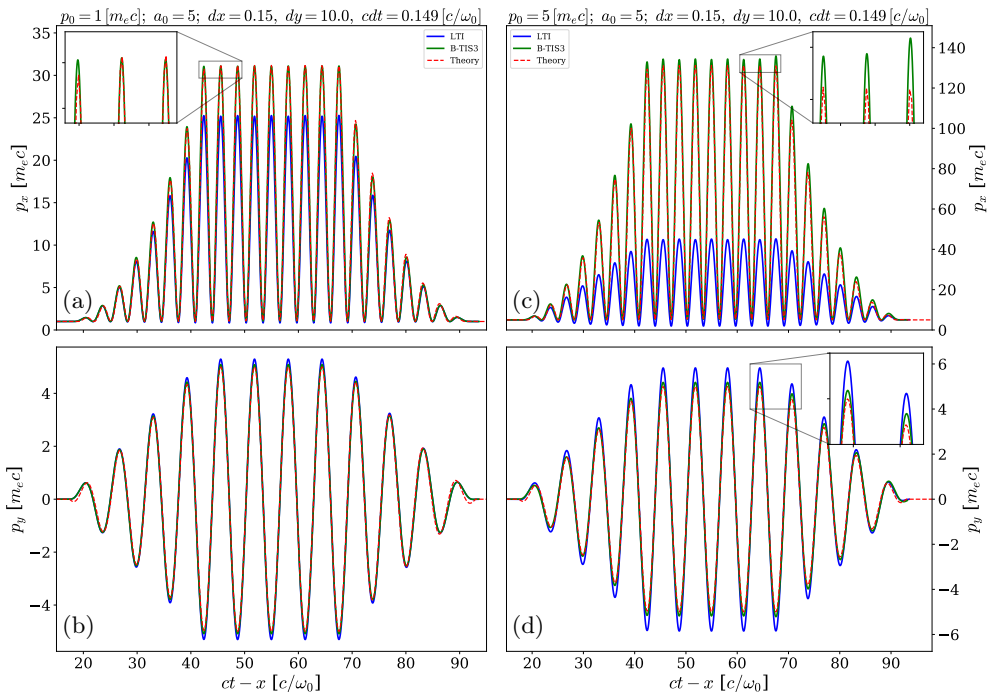 p₀ = 1 [mₑc]; a₀ = 5; dx = 0.15, dy = 10.0, cdt = 0.149 [c/ω₀]
p₀ = 5 [mₑc]; a₀ = 5; dx = 0.15, dy = 10.0, cdt = 0.149 [c/ω₀]
35
30
25
20
15
10
5
0
pₓ [mₑc]
LTI
B-TIS3
Theory
(a)
LTI
B-TIS3
Theory
(c)
140
120
100
80
60
40
20
0
pₓ [mₑc]
4
2
0
−2
−4
p_y [mₑc]
(b)
20 30 40 50 60 70 80 90
ct − x [c/ω₀]
(d)
6
4
2
0
−2
−4
−6
p_y [mₑc]
20 30 40 50 60 70 80 90
ct − x [c/ω₀]